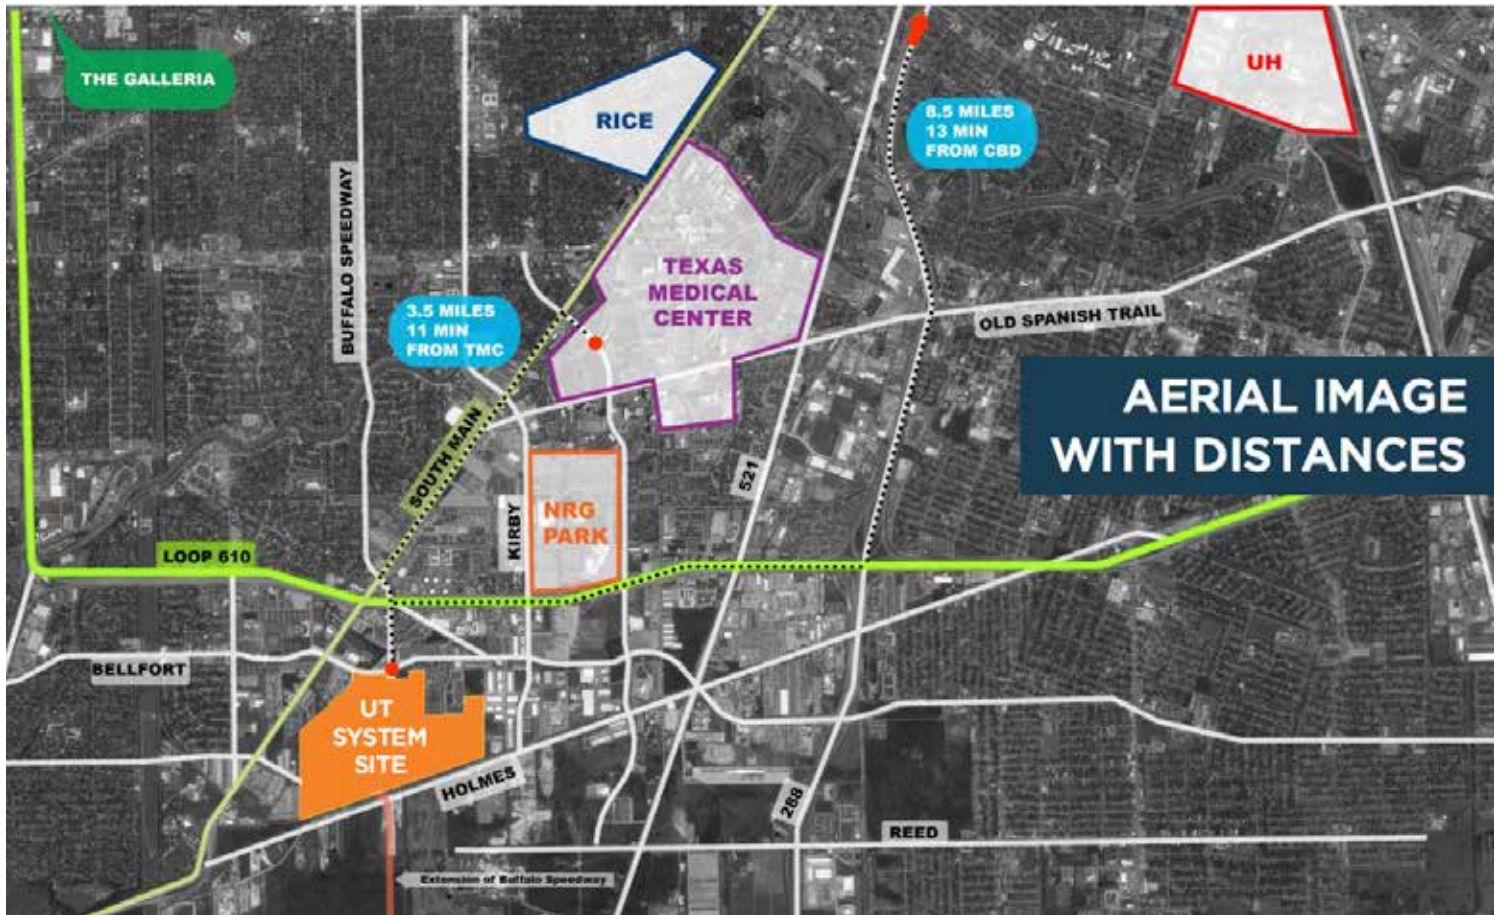 THE GALLERIA
RICE
8.5 MILES
13 MIN
FROM CBD
UH
BUFFALO SPEEDWAY
3.5 MILES
11 MIN
FROM TMC
TEXAS
MEDICAL
CENTER
OLD SPANISH TRAIL
AERIAL IMAGE
WITH DISTANCES
SOUTH MAIN
521
KIRBY
NRG
PARK
LOOP 610
BELLFORT
UT
SYSTEM
SITE
HOLMES
288
REED
Extension of Buffalo Speedway